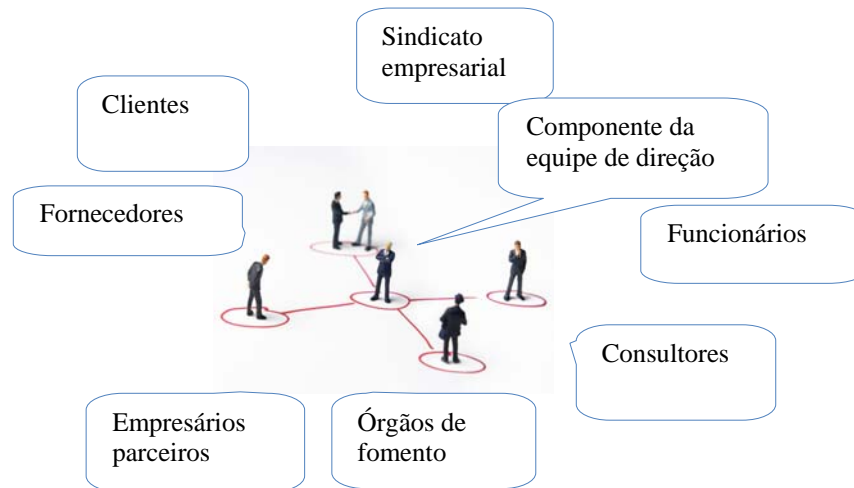 Sindicato
empresarial
Clientes
Componente da
equipe de direção
Fornecedores
Funcionários
Consultores
Empresários
parceiros
Órgãos de
fomento